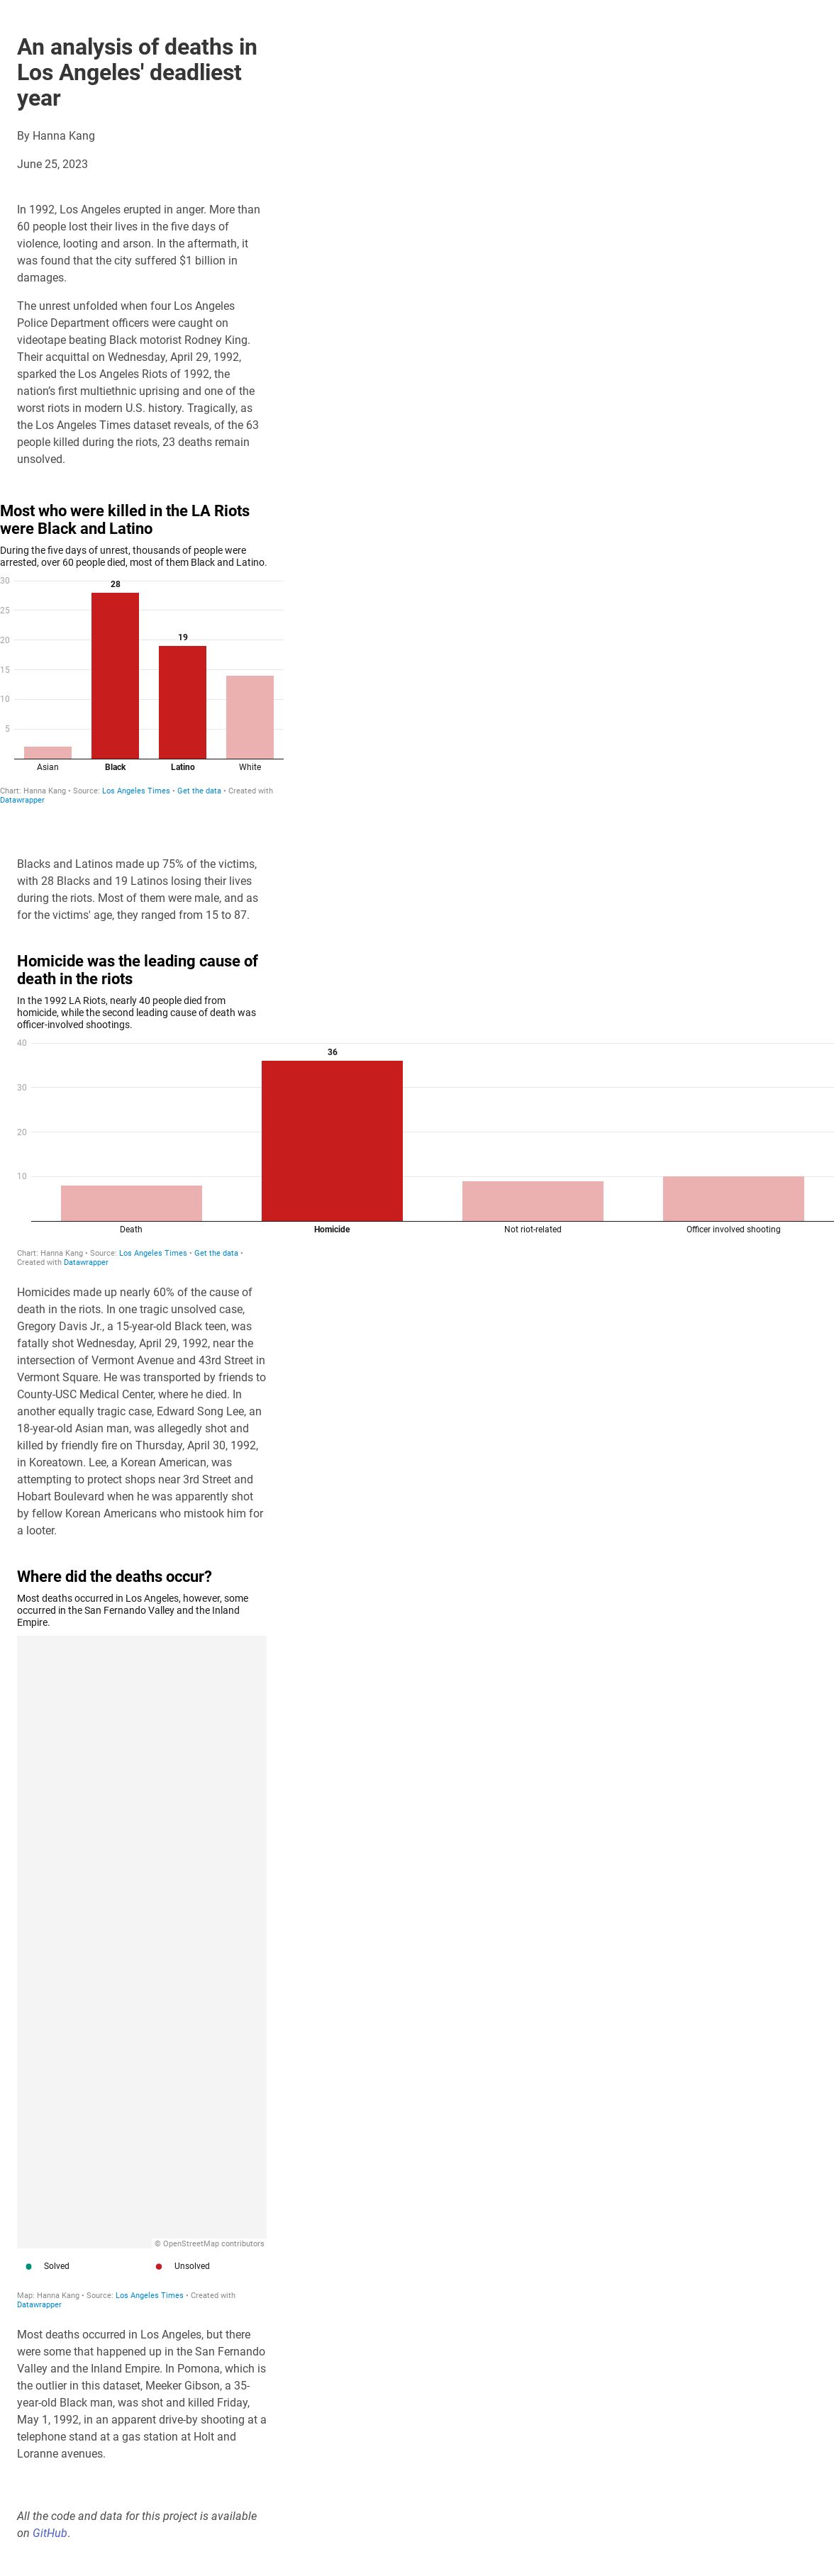 An analysis of deaths in
Los Angeles' deadliest
year
By Hanna Kang
June 25, 2023
In 1992, Los Angeles erupted in anger. More than
60 people lost their lives in the five days of
violence, looting and arson. In the aftermath, it
was found that the city suffered $1 billion in
damages.
The unrest unfolded when four Los Angeles
Police Department officers were caught on
videotape beating Black motorist Rodney King.
Their acquittal on Wednesday, April 29, 1992,
sparked the Los Angeles Riots of 1992, the
nation's first multiethnic uprising and one of the
worst riots in modern U.S. history. Tragically, as
the Los Angeles Times dataset reveals, of the 63
people killed during the riots, 23 deaths remain
unsolved.
Most who were killed in the LA Riots
were Black and Latino
During the five days of unrest, thousands of people were
arrested, over 60 people died, most of them Black and Latino.
30
28
25
20
19
15
10
5
Asian Black Latino White
Chart: Hanna Kang • Source: Los Angeles Times • Get the data • Created with
Datawrapper
Blacks and Latinos made up 75% of the victims,
with 28 Blacks and 19 Latinos losing their lives
during the riots. Most of them were male, and as
for the victims' age, they ranged from 15 to 87.
Homicide was the leading cause of
death in the riots
In the 1992 LA Riots, nearly 40 people died from
homicide, while the second leading cause of death was
officer-involved shootings.
40
36
30
20
10
Death Homicide Not riot-related Officer involved shooting
Chart: Hanna Kang • Source: Los Angeles Times • Get the data •
Created with Datawrapper
Homicides made up nearly 60% of the cause of
death in the riots. In one tragic unsolved case,
Gregory Davis Jr., a 15-year-old Black teen, was
fatally shot Wednesday, April 29, 1992, near the
intersection of Vermont Avenue and 43rd Street in
Vermont Square. He was transported by friends to
County-USC Medical Center, where he died. In
another equally tragic case, Edward Song Lee, an
18-year-old Asian man, was allegedly shot and
killed by friendly fire on Thursday, April 30, 1992,
in Koreatown. Lee, a Korean American, was
attempting to protect shops near 3rd Street and
Hobart Boulevard when he was apparently shot
by fellow Korean Americans who mistook him for
a looter.
Where did the deaths occur?
Most deaths occurred in Los Angeles, however, some
occurred in the San Fernando Valley and the Inland
Empire.
© OpenStreetMap contributors
Solved Unsolved
Map: Hanna Kang • Source: Los Angeles Times • Created with
Datawrapper
Most deaths occurred in Los Angeles, but there
were some that happened up in the San Fernando
Valley and the Inland Empire. In Pomona, which is
the outlier in this dataset, Meeker Gibson, a 35-
year-old Black man, was shot and killed Friday,
May 1, 1992, in an apparent drive-by shooting at a
telephone stand at a gas station at Holt and
Loranne avenues.
All the code and data for this project is available
on GitHub.